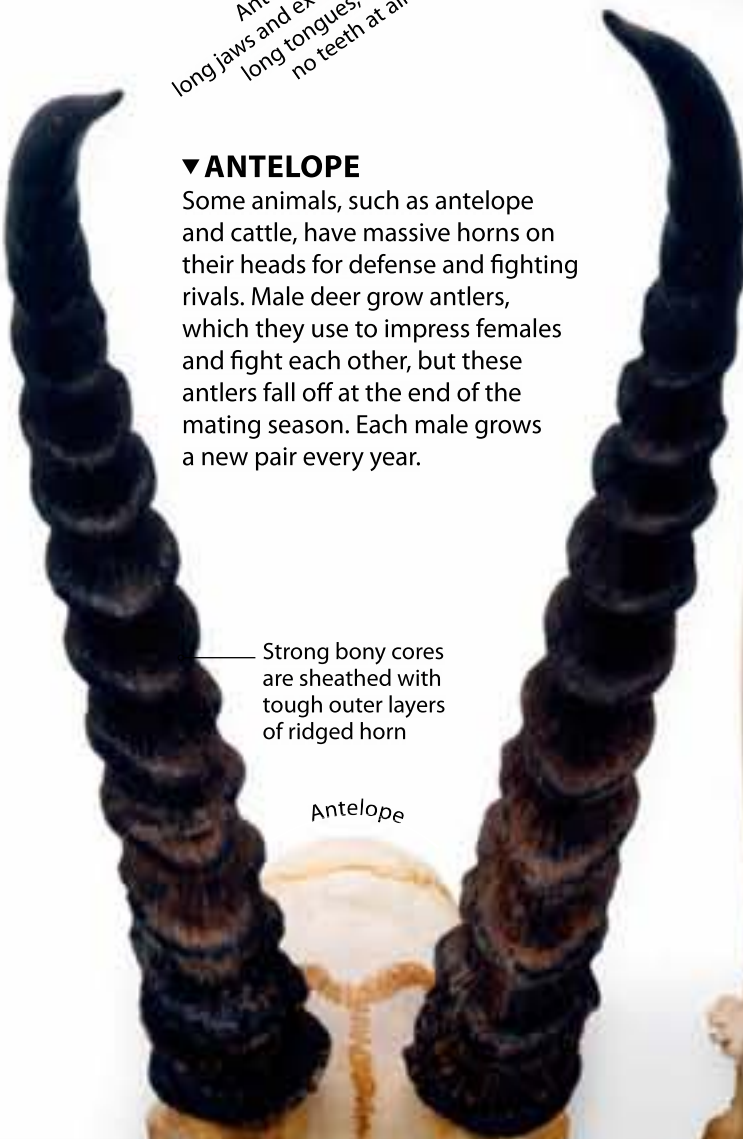 Ant
long jaws and ex
long tongues,
no teeth at all
▼ANTELOPE
Some animals, such as antelope
and cattle, have massive horns on
their heads for defense and fighting
rivals. Male deer grow antlers,
which they use to impress females
and fight each other, but these
antlers fall off at the end of the
mating season. Each male grows
a new pair every year.
Strong bony cores
are sheathed with
tough outer layers
of ridged horn
Antelope